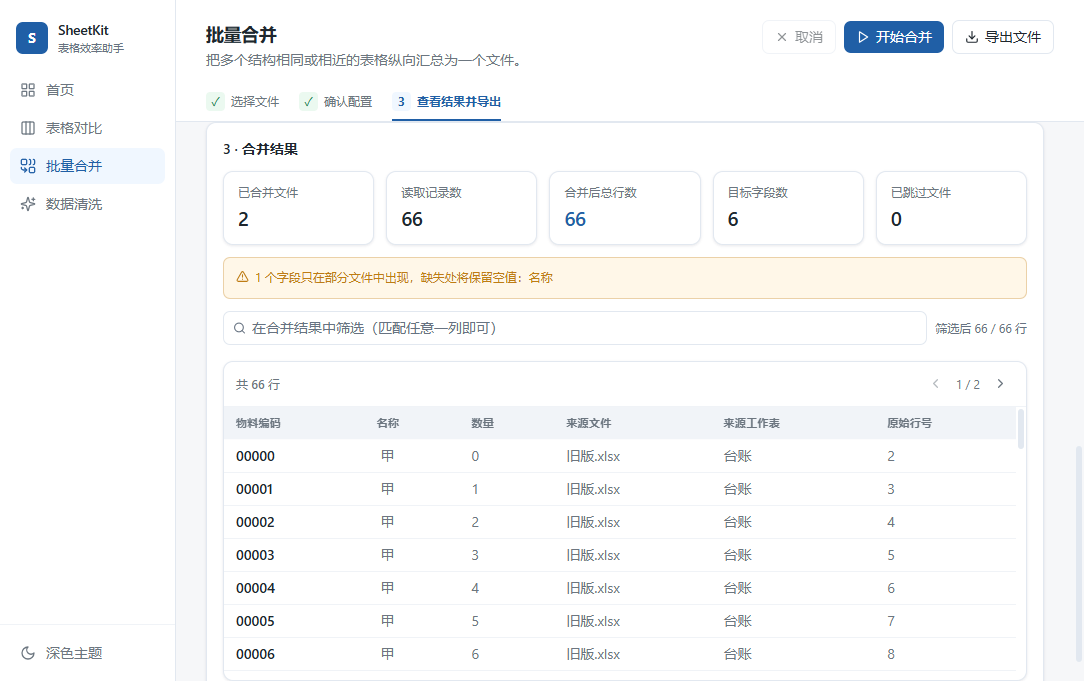 S
SheetKit
表格效率助手
首页
表格对比
批量合并
数据清洗
深色主题
批量合并
把多个结构相同或相近的表格纵向汇总为一个文件。
取消
开始合并
导出文件
选择文件
确认配置
3 查看结果并导出
3 · 合并结果
已合并文件
2
读取记录数
66
合并后总行数
66
目标字段数
6
已跳过文件
0
1 个字段只在部分文件中出现，缺失处将保留空值：名称
在合并结果中筛选（匹配任意一列即可）
筛选后 66 / 66 行
共 66 行
1 / 2
物料编码 名称 数量 来源文件 来源工作表 原始行号
00000 甲 0 旧版.xlsx 台账 2
00001 甲 1 旧版.xlsx 台账 3
00002 甲 2 旧版.xlsx 台账 4
00003 甲 3 旧版.xlsx 台账 5
00004 甲 4 旧版.xlsx 台账 6
00005 甲 5 旧版.xlsx 台账 7
00006 甲 6 旧版.xlsx 台账 8